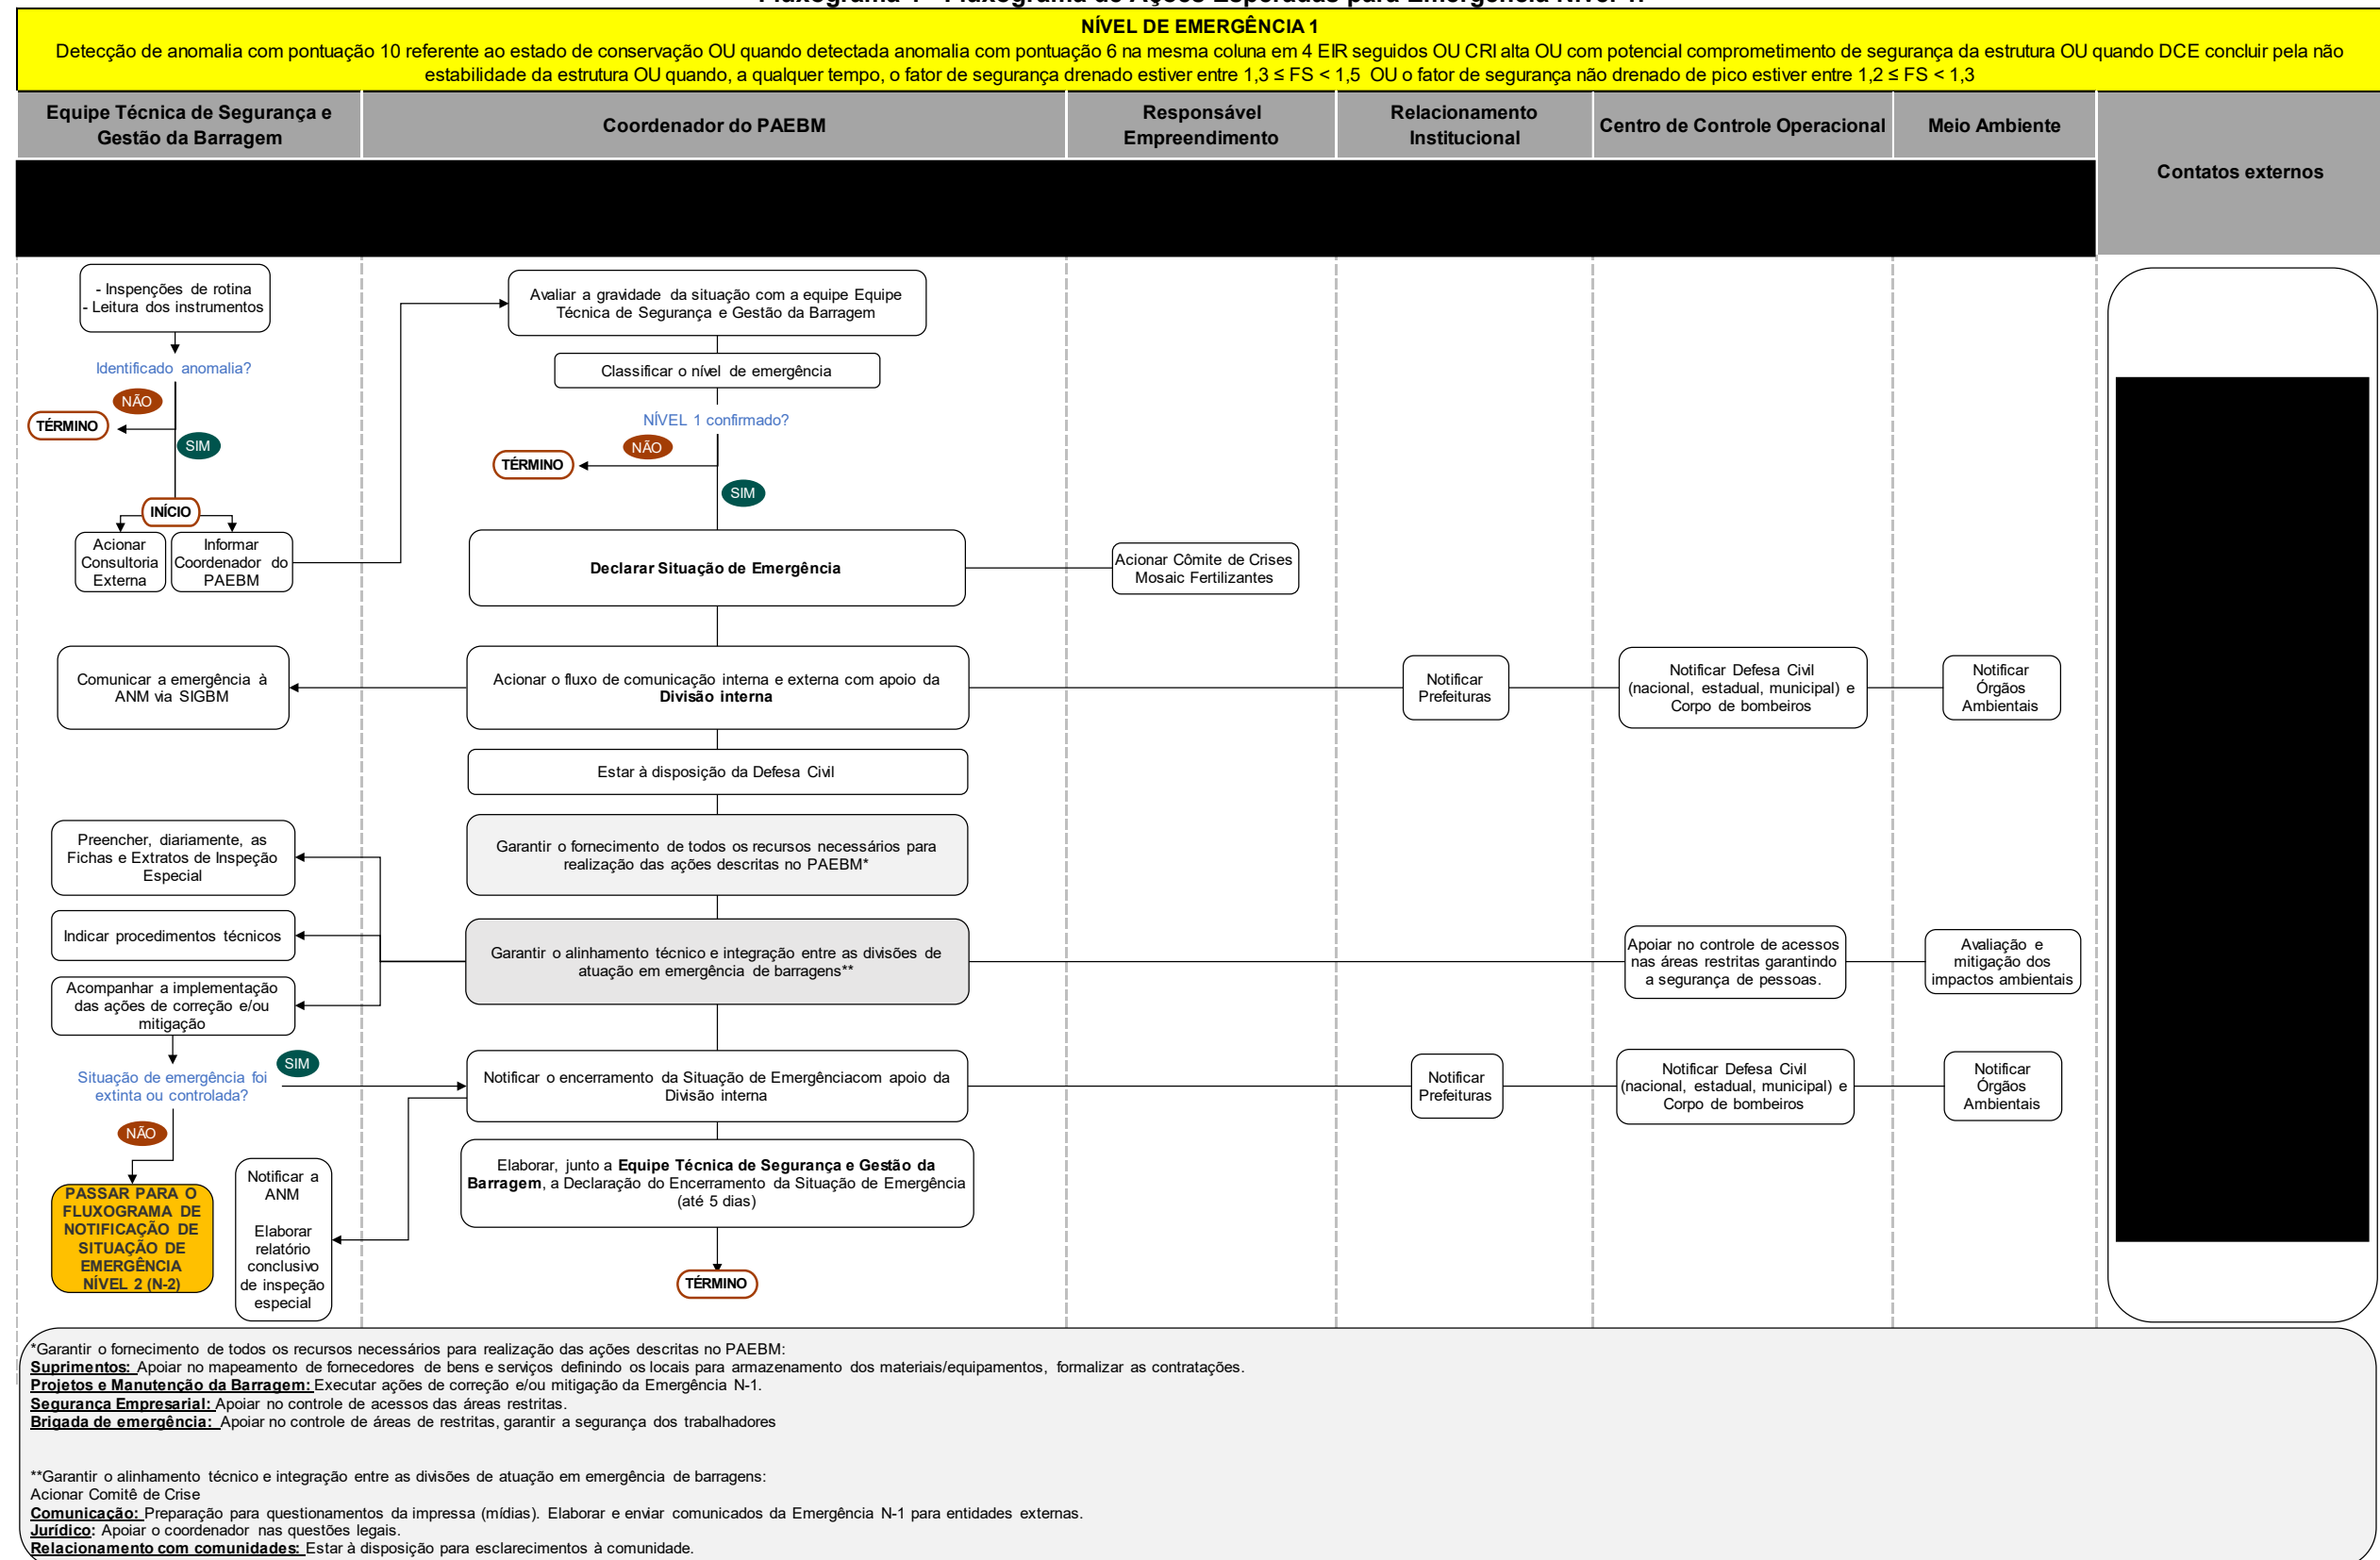 Fluxograma 1 - Fluxograma de Ações Esperadas para Emergência Nível 1.
NÍVEL DE EMERGÊNCIA 1
Detecção de anomalia com pontuação 10 referente ao estado de conservação OU quando detectada anomalia com pontuação 6 na mesma coluna em 4 EIR seguidos OU CRI alta OU com potencial comprometimento de segurança da estrutura OU quando DCE concluir pela não
estabilidade da estrutura OU quando, a qualquer tempo, o fator de segurança drenado estiver entre 1,3 ≤ FS < 1,5 OU o fator de segurança não drenado de pico estiver entre 1,2 ≤ FS < 1,3
Equipe Técnica de Segurança e
Gestão da Barragem
Coordenador do PAEBM
Responsável
Empreendimento
Relacionamento
Institucional
Centro de Controle Operacional
Meio Ambiente
Contatos externos
- Inspenções de rotina
- Leitura dos instrumentos
Identificado anomalia?
NÃO
TÉRMINO
SIM
INÍCIO
Acionar
Consultoria
Externa
Informar
Coordenador do
PAEBM
Avaliar a gravidade da situação com a equipe Equipe
Técnica de Segurança e Gestão da Barragem
Classificar o nível de emergência
NÍVEL 1 confirmado?
NÃO
TÉRMINO
SIM
Declarar Situação de Emergência
Acionar Cômite de Crises
Mosaic Fertilizantes
Comunicar a emergência à
ANM via SIGBM
Acionar o fluxo de comunicação interna e externa com apoio da
Divisão interna
Notificar
Prefeituras
Notificar Defesa Civil
(nacional, estadual, municipal) e
Corpo de bombeiros
Notificar
Órgãos
Ambientais
Estar à disposição da Defesa Civil
Preencher, diariamente, as
Fichas e Extratos de Inspeção
Especial
Garantir o fornecimento de todos os recursos necessários para
realização das ações descritas no PAEBM*
Indicar procedimentos técnicos
Garantir o alinhamento técnico e integração entre as divisões de
atuação em emergência de barragens**
Apoiar no controle de acessos
nas áreas restritas garantindo
a segurança de pessoas.
Avaliação e
mitigação dos
impactos ambientais
Acompanhar a implementação
das ações de correção e/ou
mitigação
SIM
Situação de emergência foi
extinta ou controlada?
Notificar o encerramento da Situação de Emergênciacom apoio da
Divisão interna
Notificar
Prefeituras
Notificar Defesa Civil
(nacional, estadual, municipal) e
Corpo de bombeiros
Notificar
Órgãos
Ambientais
NÃO
PASSAR PARA O
FLUXOGRAMA DE
NOTIFICAÇÃO DE
SITUAÇÃO DE
EMERGÊNCIA
NÍVEL 2 (N-2)
Notificar a
ANM
Elaborar
relatório
conclusivo
de inspeção
especial
Elaborar, junto a Equipe Técnica de Segurança e Gestão da
Barragem, a Declaração do Encerramento da Situação de Emergência
(até 5 dias)
TÉRMINO
*Garantir o fornecimento de todos os recursos necessários para realização das ações descritas no PAEBM:
Suprimentos: Apoiar no mapeamento de fornecedores de bens e serviços definindo os locais para armazenamento dos materiais/equipamentos, formalizar as contratações.
Projetos e Manutenção da Barragem: Executar ações de correção e/ou mitigação da Emergência N-1.
Segurança Empresarial: Apoiar no controle de acessos das áreas restritas.
Brigada de emergência: Apoiar no controle de áreas de restritas, garantir a segurança dos trabalhadores
**Garantir o alinhamento técnico e integração entre as divisões de atuação em emergência de barragens:
Acionar Comitê de Crise
Comunicação: Preparação para questionamentos da impressa (mídias). Elaborar e enviar comunicados da Emergência N-1 para entidades externas.
Jurídico: Apoiar o coordenador nas questões legais.
Relacionamento com comunidades: Estar à disposição para esclarecimentos à comunidade.